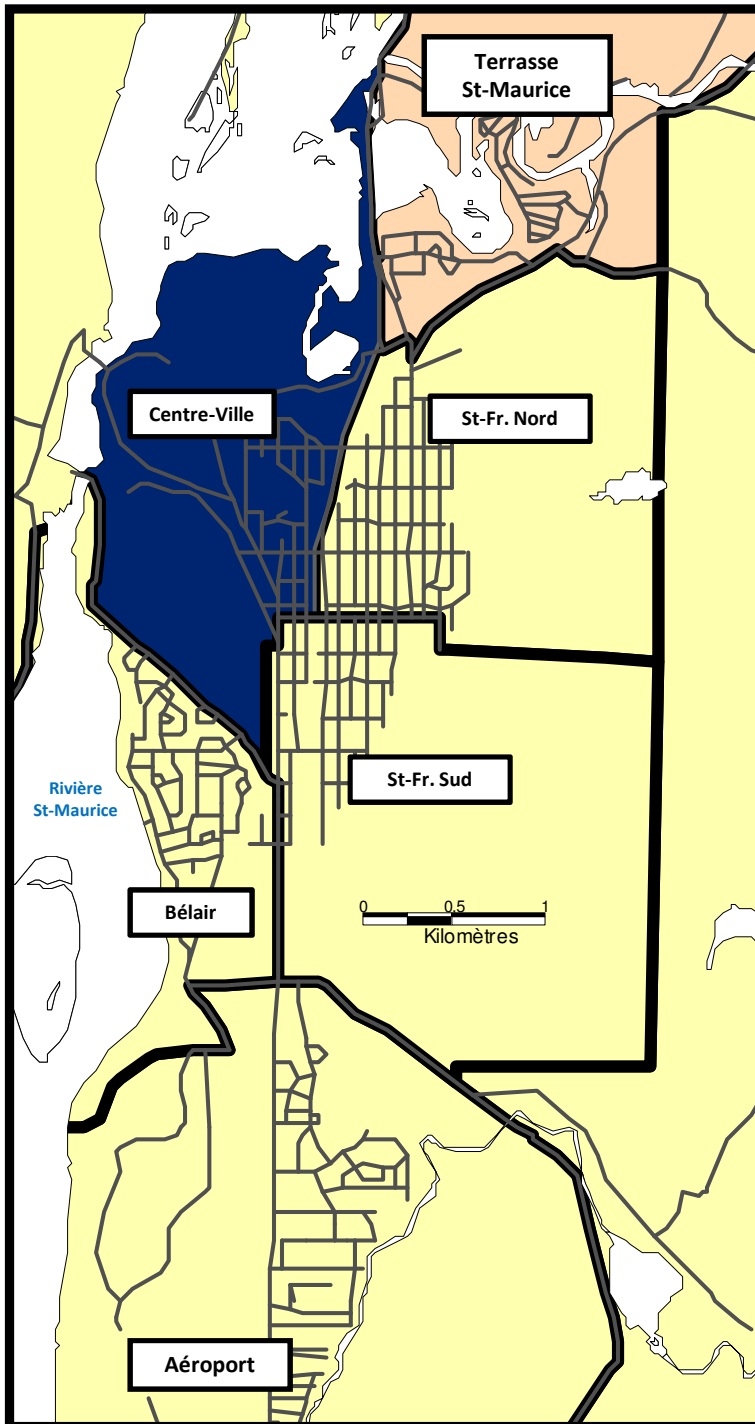 Terrasse
St-Maurice
Centre-Ville
St-Fr. Nord
St-Fr. Sud
Rivière
St-Maurice
Bélair
0 0,5 1
Kilomètres
Aéroport